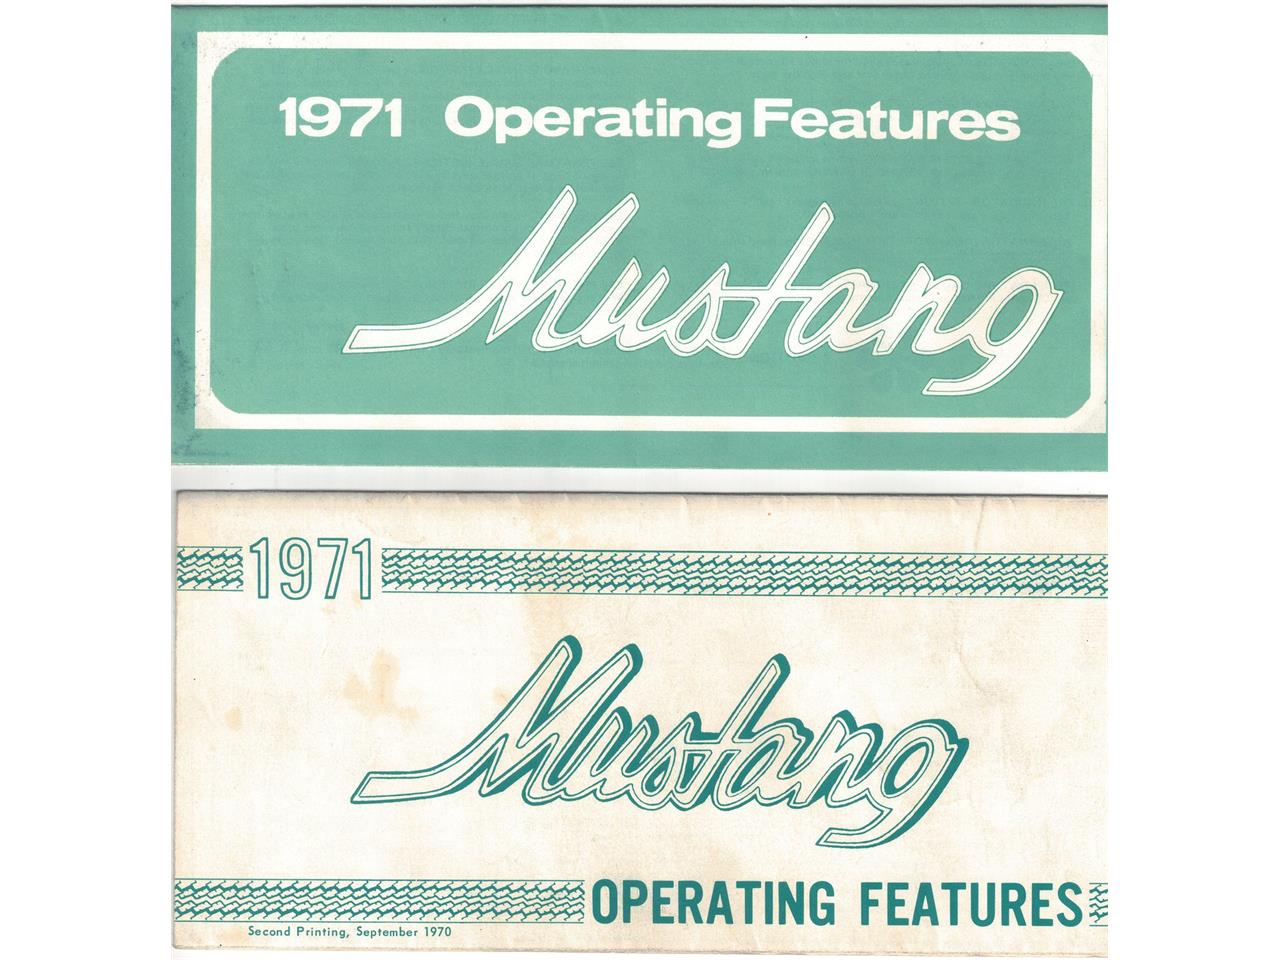 1971 Operating Features
Mustang
1971
Mustang
OPERATING FEATURES
Second Printing, September 1970